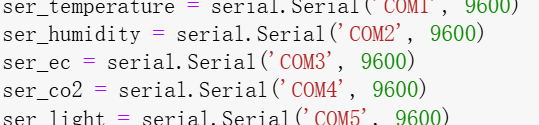 ser_temperature = serial.Serial('COM1', 9600)
ser_humidity = serial.Serial('COM2', 9600)
ser_ec = serial.Serial('COM3', 9600)
ser_co2 = serial.Serial('COM4', 9600)
ser_light = serial.Serial('COM5', 9600)